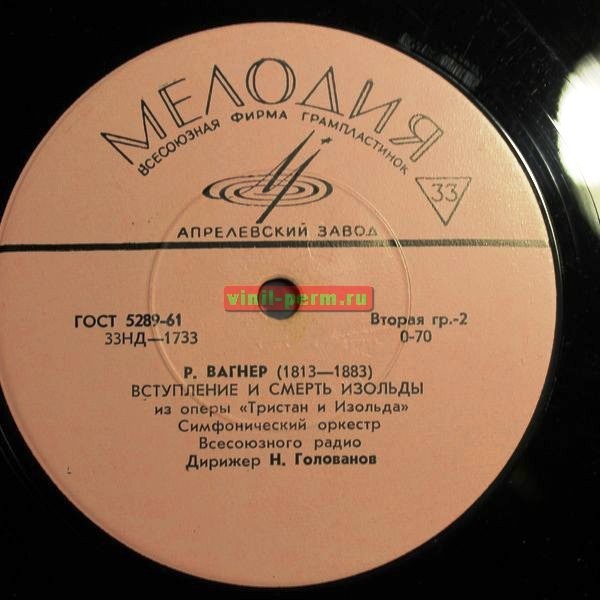 МЕЛОДИЯ
ВСЕСОЮЗНАЯ ФИРМА ГРАМПЛАСТИНОК
33
АПРЕЛЕВСКИЙ ЗАВОД
vinil-perm.ru
ГОСТ 5289-61 Вторая гр.-2
33НД—1733 0-70
Р. ВАГНЕР (1813—1883)
ВСТУПЛЕНИЕ И СМЕРТЬ ИЗОЛЬДЫ
из оперы «Тристан и Изольда»
Симфонический оркестр
Всесоюзного радио
Дирижер Н. Голованов